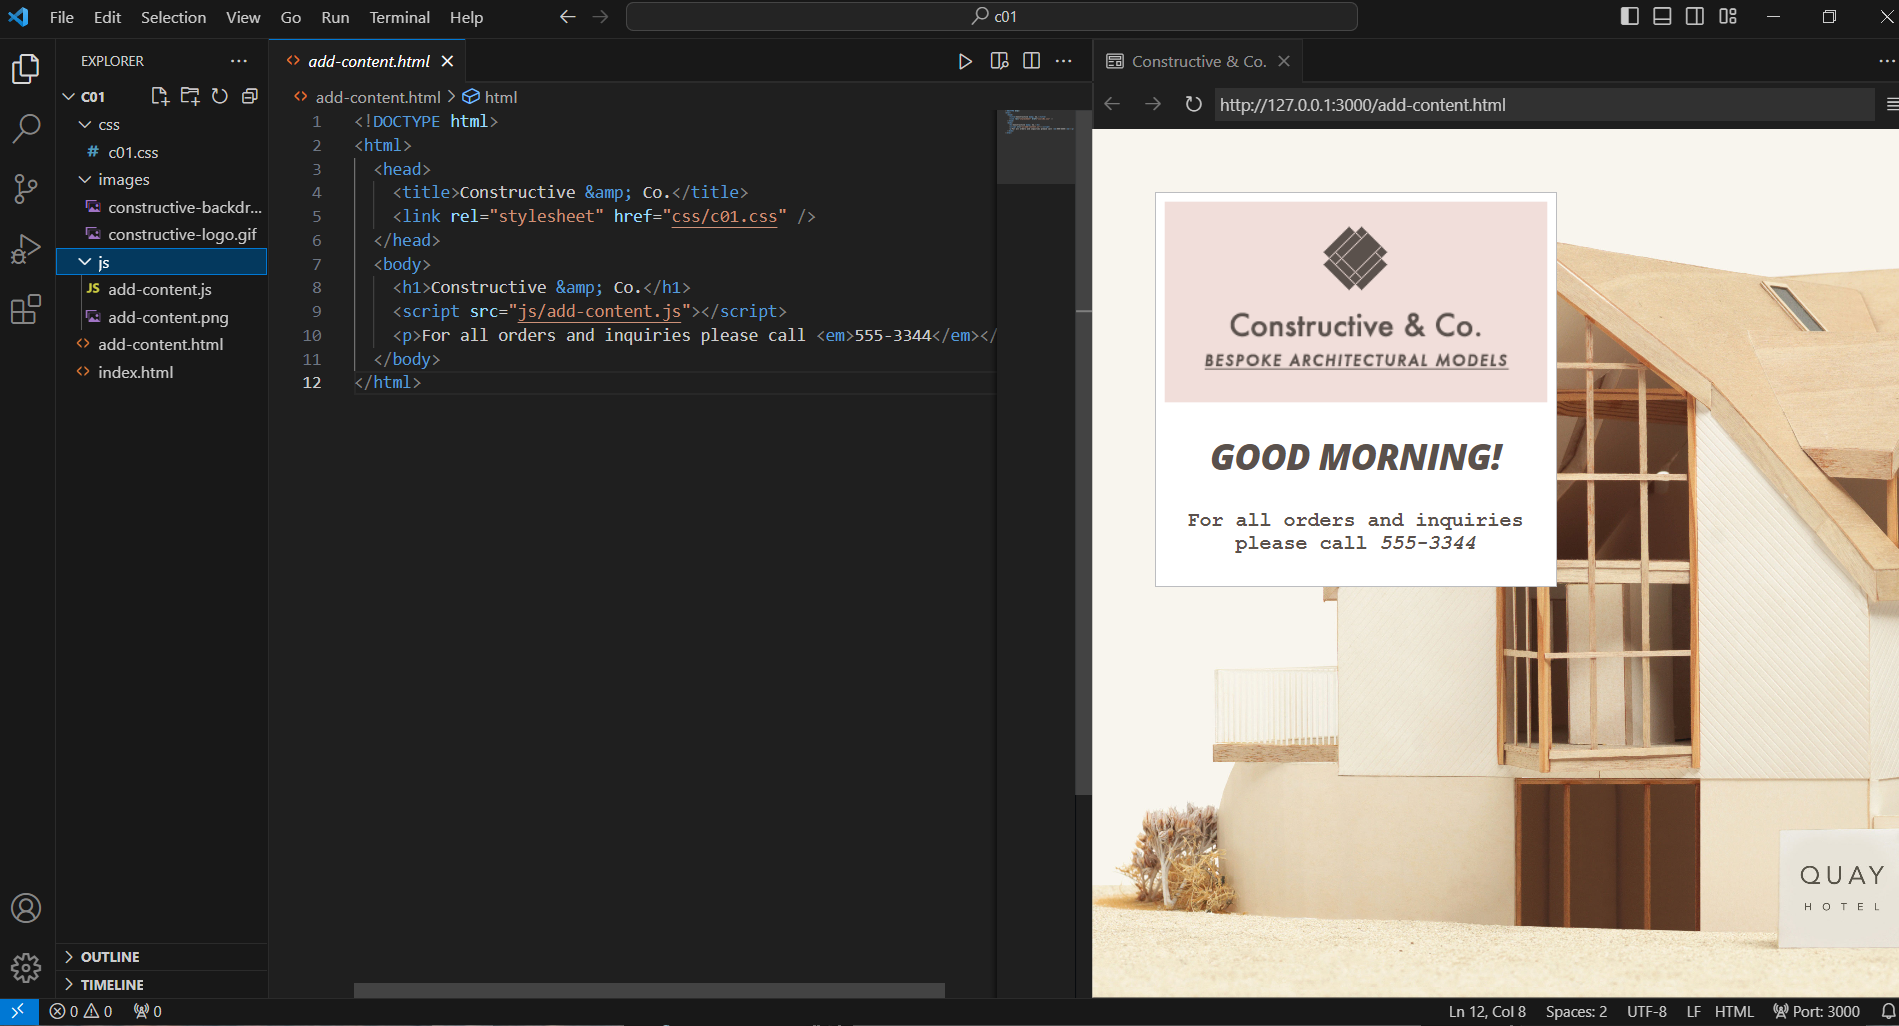 File Edit Selection View Go Run Terminal Help
c01
EXPLORER
C01
css
# c01.css
images
constructive-backdr...
constructive-logo.gif
js
JS add-content.js
add-content.png
<> add-content.html
<> index.html
OUTLINE
TIMELINE
<> add-content.html
<> add-content.html > html
1 <!DOCTYPE html>
2 <html>
3 <head>
4 <title>Constructive &amp; Co.</title>
5 <link rel="stylesheet" href="css/c01.css" />
6 </head>
7 <body>
8 <h1>Constructive &amp; Co.</h1>
9 <script src="js/add-content.js"></script>
10 <p>For all orders and inquiries please call <em>555-3344</em></
11 </body>
12 </html>
Constructive & Co.
http://127.0.0.1:3000/add-content.html
Constructive & Co.
BESPOKE ARCHITECTURAL MODELS
GOOD MORNING!
For all orders and inquiries
please call 555-3344
QUAY
HOTEL
0 0 0
Ln 12, Col 8 Spaces: 2 UTF-8 LF HTML Port: 3000